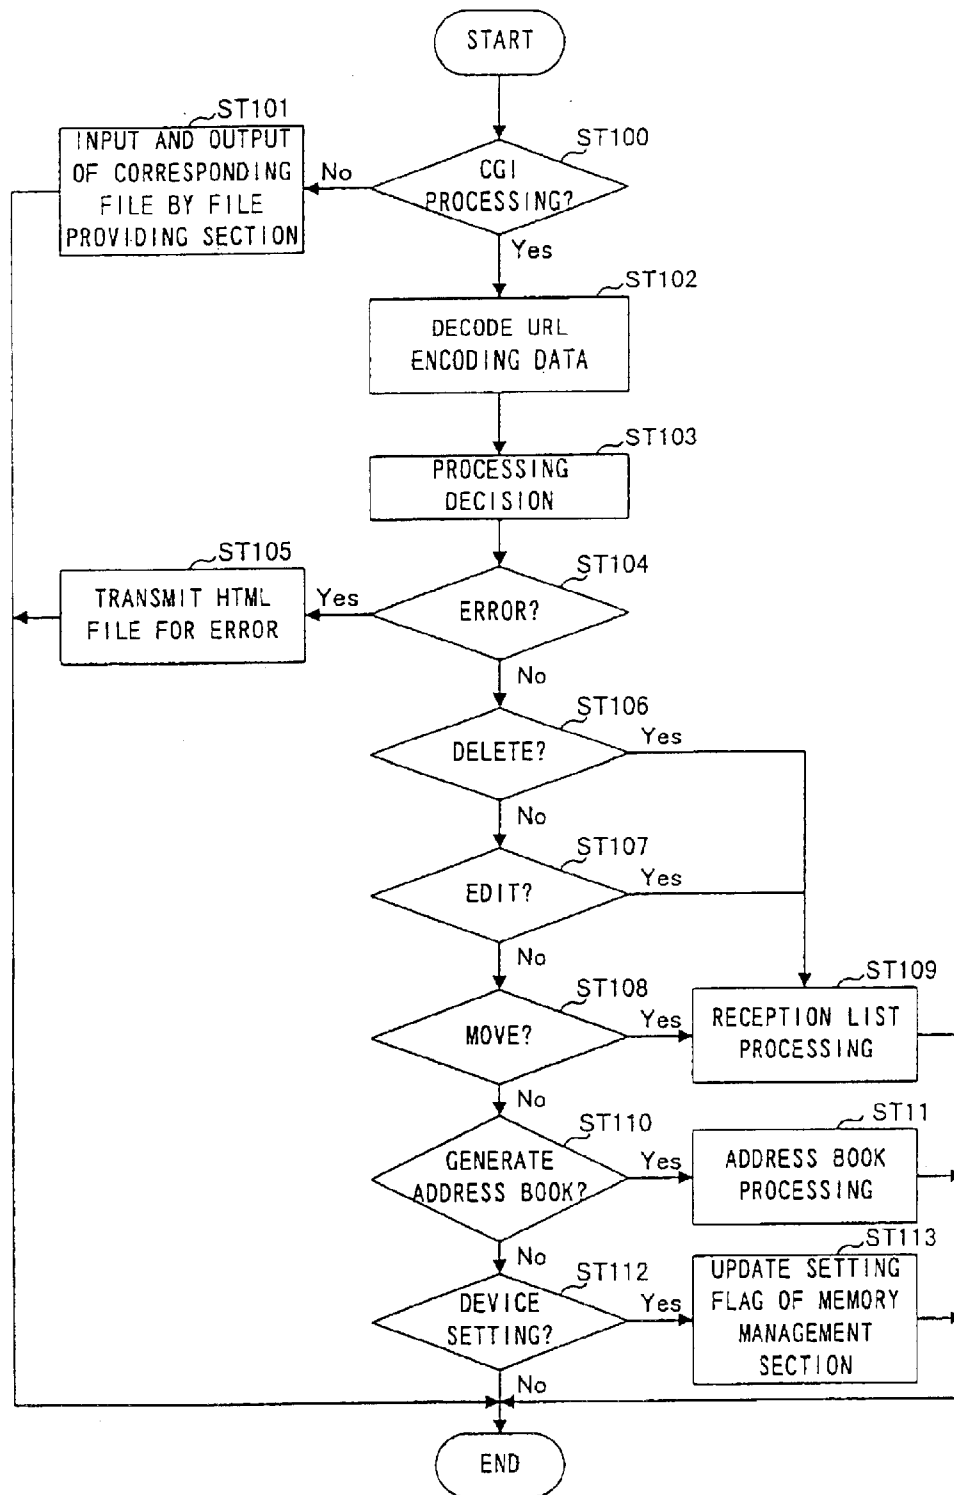 START
ST101
INPUT AND OUTPUT
OF CORRESPONDING
FILE BY FILE
PROVIDING SECTION
ST100
CGI
PROCESSING?
No
Yes
ST102
DECODE URL
ENCODING DATA
ST103
PROCESSING
DECISION
ST105
TRANSMIT HTML
FILE FOR ERROR
Yes
ST104
ERROR?
No
ST106
DELETE?
Yes
No
ST107
EDIT?
Yes
No
ST108
MOVE?
Yes
ST109
RECEPTION LIST
PROCESSING
No
ST110
GENERATE
ADDRESS BOOK?
Yes
ST11
ADDRESS BOOK
PROCESSING
No
ST112
DEVICE
SETTING?
Yes
ST113
UPDATE SETTING
FLAG OF MEMORY
MANAGEMENT
SECTION
No
END